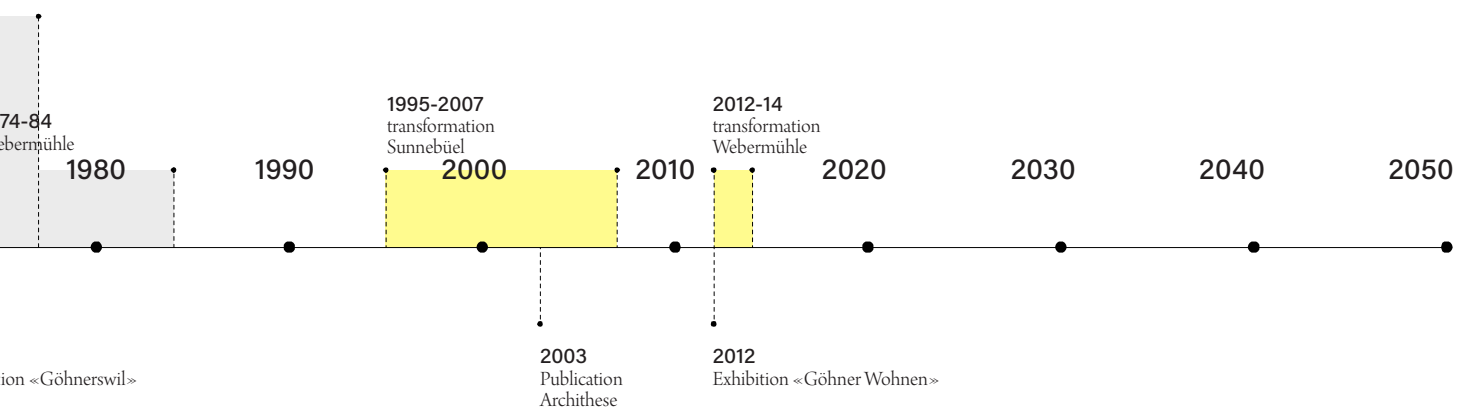 1995-2007
transformation
Sunnebüel
2012-14
transformation
Webermühle
74-84
ebermühle
1980
1990
2000
2010
2020
2030
2040
2050
2003
Publication
Archithese
2012
Exhibition «Göhner Wohnen»
ion «Göhnerswil»